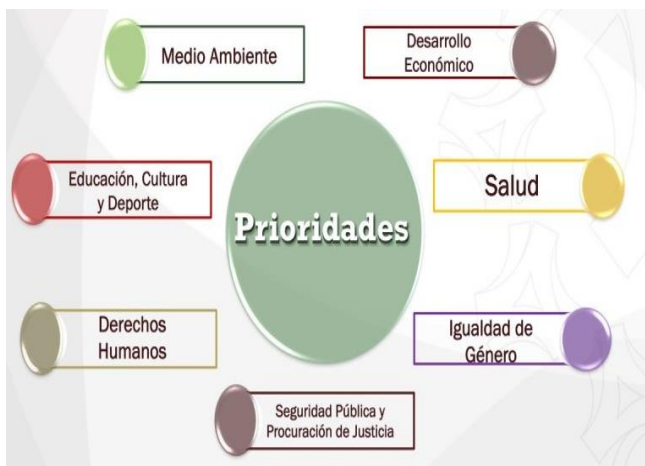 Medio Ambiente
Desarrollo
Económico
Educación, Cultura
y Deporte
Salud
Prioridades
Derechos
Humanos
Igualdad de
Género
Seguridad Pública y
Procuración de Justicia